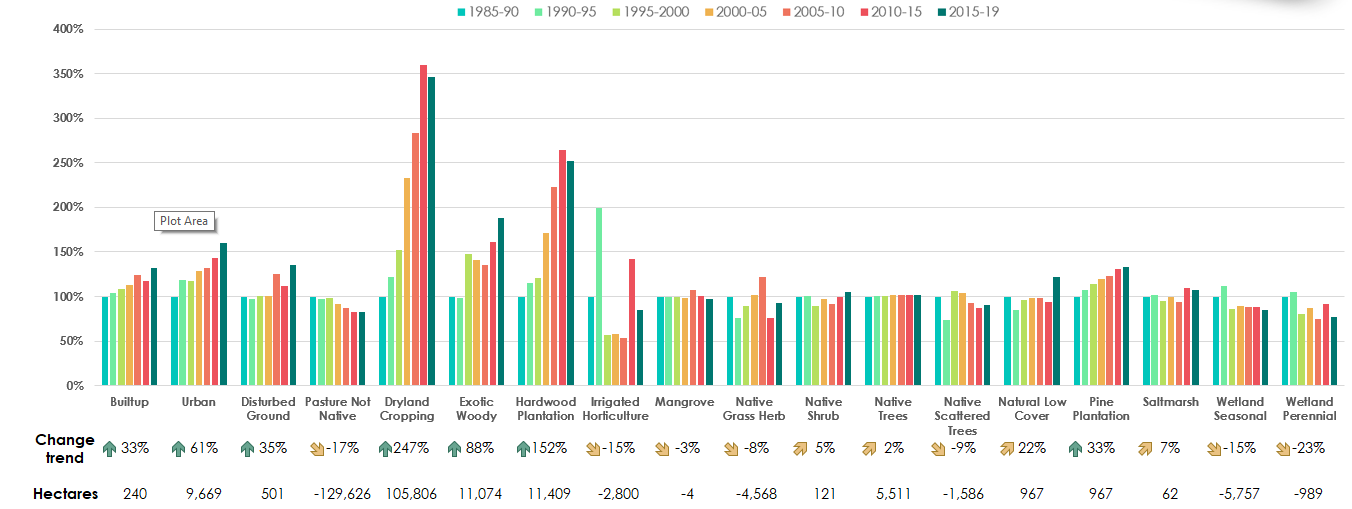 1985-90 1990-95 1995-2000 2000-05 2005-10 2010-15 2015-19
400%
350%
300%
250%
200%
150%
100%
50%
0%
Plot Area
Builtup Urban Disturbed Ground Pasture Not Native Dryland Cropping Exotic Woody Hardwood Plantation Irrigated Horticulture Mangrove Native Grass Herb Native Shrub Native Trees Native Scattered Trees Natural Low Cover Pine Plantation Saltmarsh Wetland Seasonal Wetland Perennial
Change trend 33% 61% 35% -17% 247% 88% 152% -15% -3% -8% 5% 2% -9% 22% 33% 7% -15% -23%
Hectares 240 9,669 501 -129,626 105,806 11,074 11,409 -2,800 -4 -4,568 121 5,511 -1,586 967 967 62 -5,757 -989